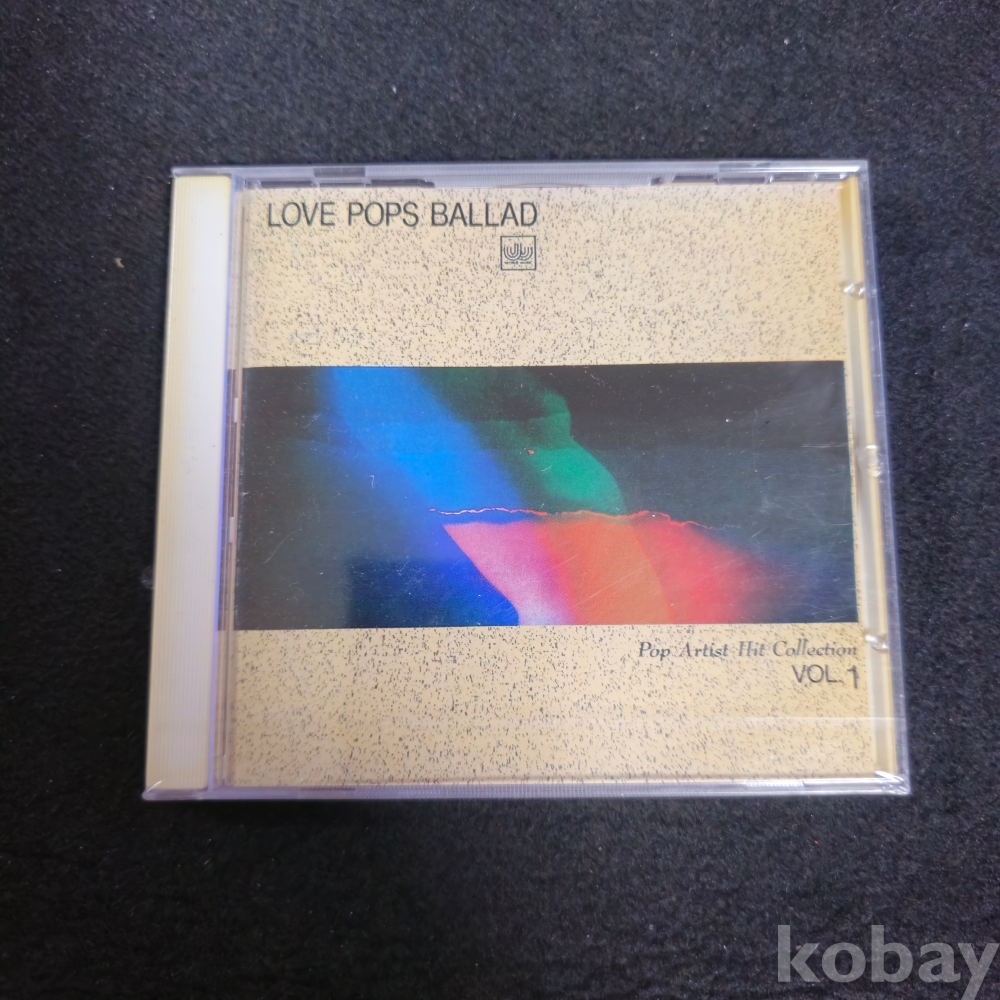 LOVE POPS BALLAD
Pop Artist Hit Collection
VOL.1
kobay